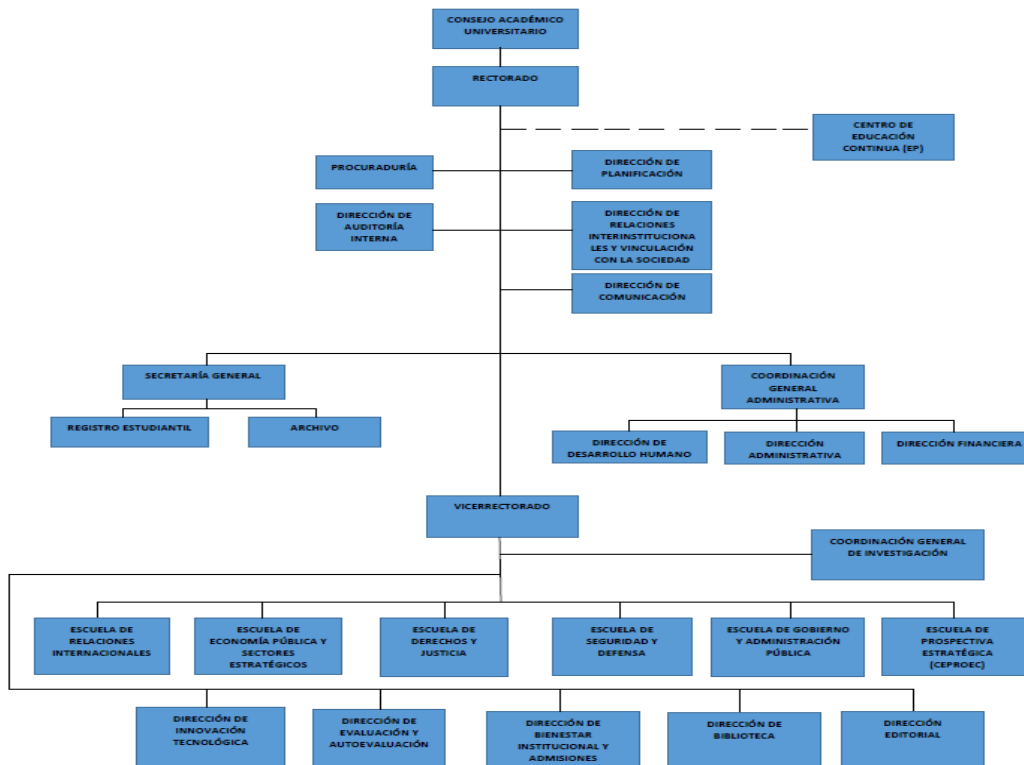 CONSEJO ACADÉMICO
UNIVERSITARIO
RECTORADO
CENTRO DE
EDUCACIÓN
CONTINUA (EP)
PROCURADURÍA
DIRECCIÓN DE
PLANIFICACIÓN
DIRECCIÓN DE
AUDITORÍA
INTERNA
DIRECCIÓN DE
RELACIONES
INTERINSTITUCIONA
LES Y VINCULACIÓN
CON LA SOCIEDAD
DIRECCIÓN DE
COMUNICACIÓN
SECRETARÍA GENERAL
COORDINACIÓN
GENERAL
ADMINISTRATIVA
REGISTRO ESTUDIANTIL
ARCHIVO
DIRECCIÓN DE
DESARROLLO HUMANO
DIRECCIÓN
ADMINISTRATIVA
DIRECCIÓN FINANCIERA
VICERRECTORADO
COORDINACIÓN GENERAL
DE INVESTIGACIÓN
ESCUELA DE
RELACIONES
INTERNACIONALES
ESCUELA DE
ECONOMÍA PÚBLICA Y
SECTORES
ESTRATÉGICOS
ESCUELA DE
DERECHOS Y
JUSTICIA
ESCUELA DE
SEGURIDAD Y
DEFENSA
ESCUELA DE GOBIERNO
Y ADMINISTRACIÓN
PÚBLICA
ESCUELA DE
PROSPECTIVA
ESTRATÉGICA
(CEPROEC)
DIRECCIÓN DE
INNOVACIÓN
TECNOLÓGICA
DIRECCIÓN DE
EVALUACIÓN Y
AUTOEVALUACIÓN
DIRECCIÓN DE
BIENESTAR
INSTITUCIONAL Y
ADMISIONES
DIRECCIÓN DE
BIBLIOTECA
DIRECCIÓN
EDITORIAL